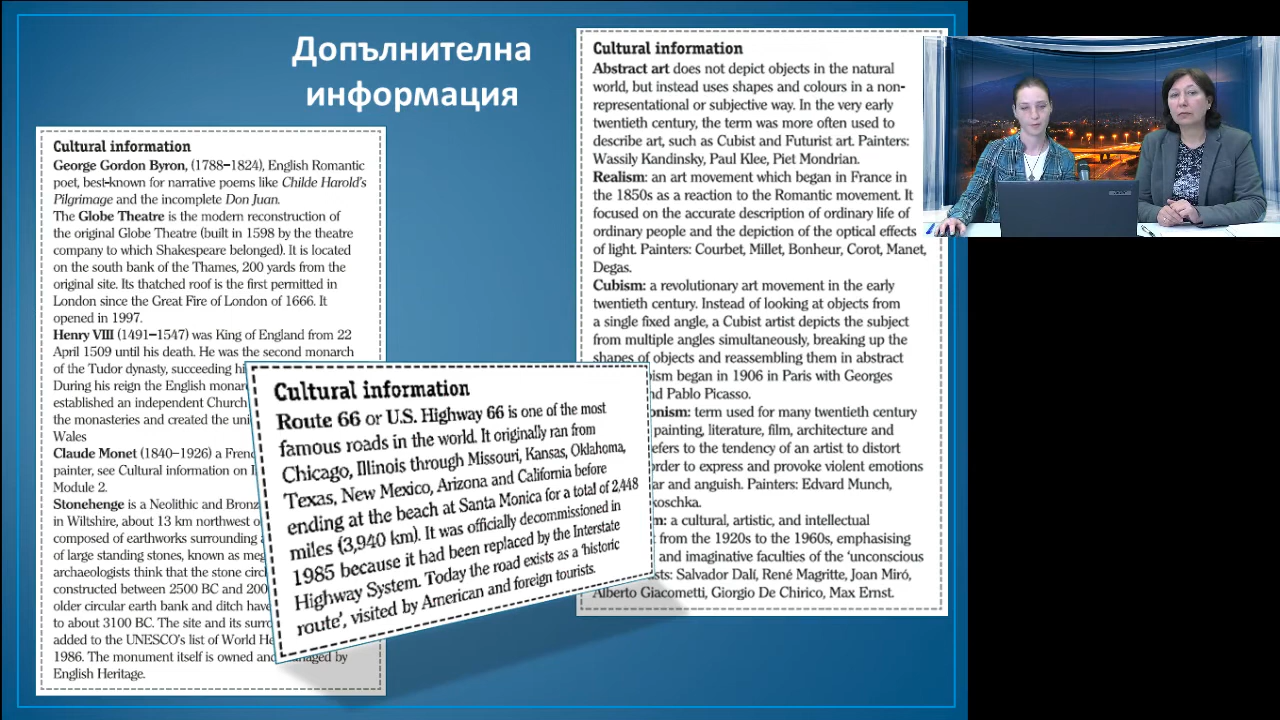 Допълнителна
информация
Cultural information
George Gordon Byron, (1788–1824), English Romantic
poet, best-known for narrative poems like Childe Harold's
Pilgrimage and the incomplete Don Juan.
The Globe Theatre is the modern reconstruction of
the original Globe Theatre (built in 1598 by the theatre
company to which Shakespeare belonged). It is located
on the south bank of the Thames, 200 yards from the
original site. Its thatched roof is the first permitted in
London since the Great Fire of London of 1666. It
opened in 1997.
Henry VIII (1491–1547) was King of England from 22
April 1509 until his death. He was the second monarch
of the Tudor dynasty, succeeding hi
During his reign the English monar
established an independent Church
the monasteries and created the uni
Wales
Claude Monet (1840–1926) a Fren
painter, see Cultural information on
Module 2.
Stonehenge is a Neolithic and Bronz
in Wiltshire, about 13 km northwest o
composed of earthworks surrounding
of large standing stones, known as meg
archaeologists think that the stone circ
constructed between 2500 BC and 200
older circular earth bank and ditch have
to about 3100 BC. The site and its surro
added to the UNESCO's list of World He
1986. The monument itself is owned and naged by
English Heritage.
Cultural information
Route 66 or U.S. Highway 66 is one of the most
famous roads in the world. It originally ran from
Chicago, Illinois through Missouri, Kansas, Oklahoma,
Texas, New Mexico, Arizona and California before
ending at the beach at Santa Monica for a total of 2,448
miles (3,940 km). It was officially decommissioned in
1985 because it had been replaced by the Interstate
Highway System. Today the road exists as a 'historic
route', visited by American and foreign tourists.
Cultural information
Abstract art does not depict objects in the natural
world, but instead uses shapes and colours in a non-
representational or subjective way. In the very early
twentieth century, the term was more often used to
describe art, such as Cubist and Futurist art. Painters:
Wassily Kandinsky, Paul Klee, Piet Mondrian.
Realism: an art movement which began in France in
the 1850s as a reaction to the Romantic movement. It
focused on the accurate description of ordinary life of
ordinary people and the depiction of the optical effects
of light. Painters: Courbet, Millet, Bonheur, Corot, Manet,
Degas.
Cubism: a revolutionary art movement in the early
twentieth century. Instead of looking at objects from
a single fixed angle, a Cubist artist depicts the subject
from multiple angles simultaneously, breaking up the
shapes of objects and reassembling them in abstract
ism began in 1906 in Paris with Georges
nd Pablo Picasso.
onism: term used for many twentieth century
painting, literature, film, architecture and
efers to the tendency of an artist to distort
order to express and provoke violent emotions
ar and anguish. Painters: Edvard Munch,
koschka.
m: a cultural, artistic, and intellectual
from the 1920s to the 1960s, emphasising
and imaginative faculties of the 'unconscious
sts: Salvador Dalí, René Magritte, Joan Miró,
Alberto Giacometti, Giorgio De Chirico, Max Ernst.